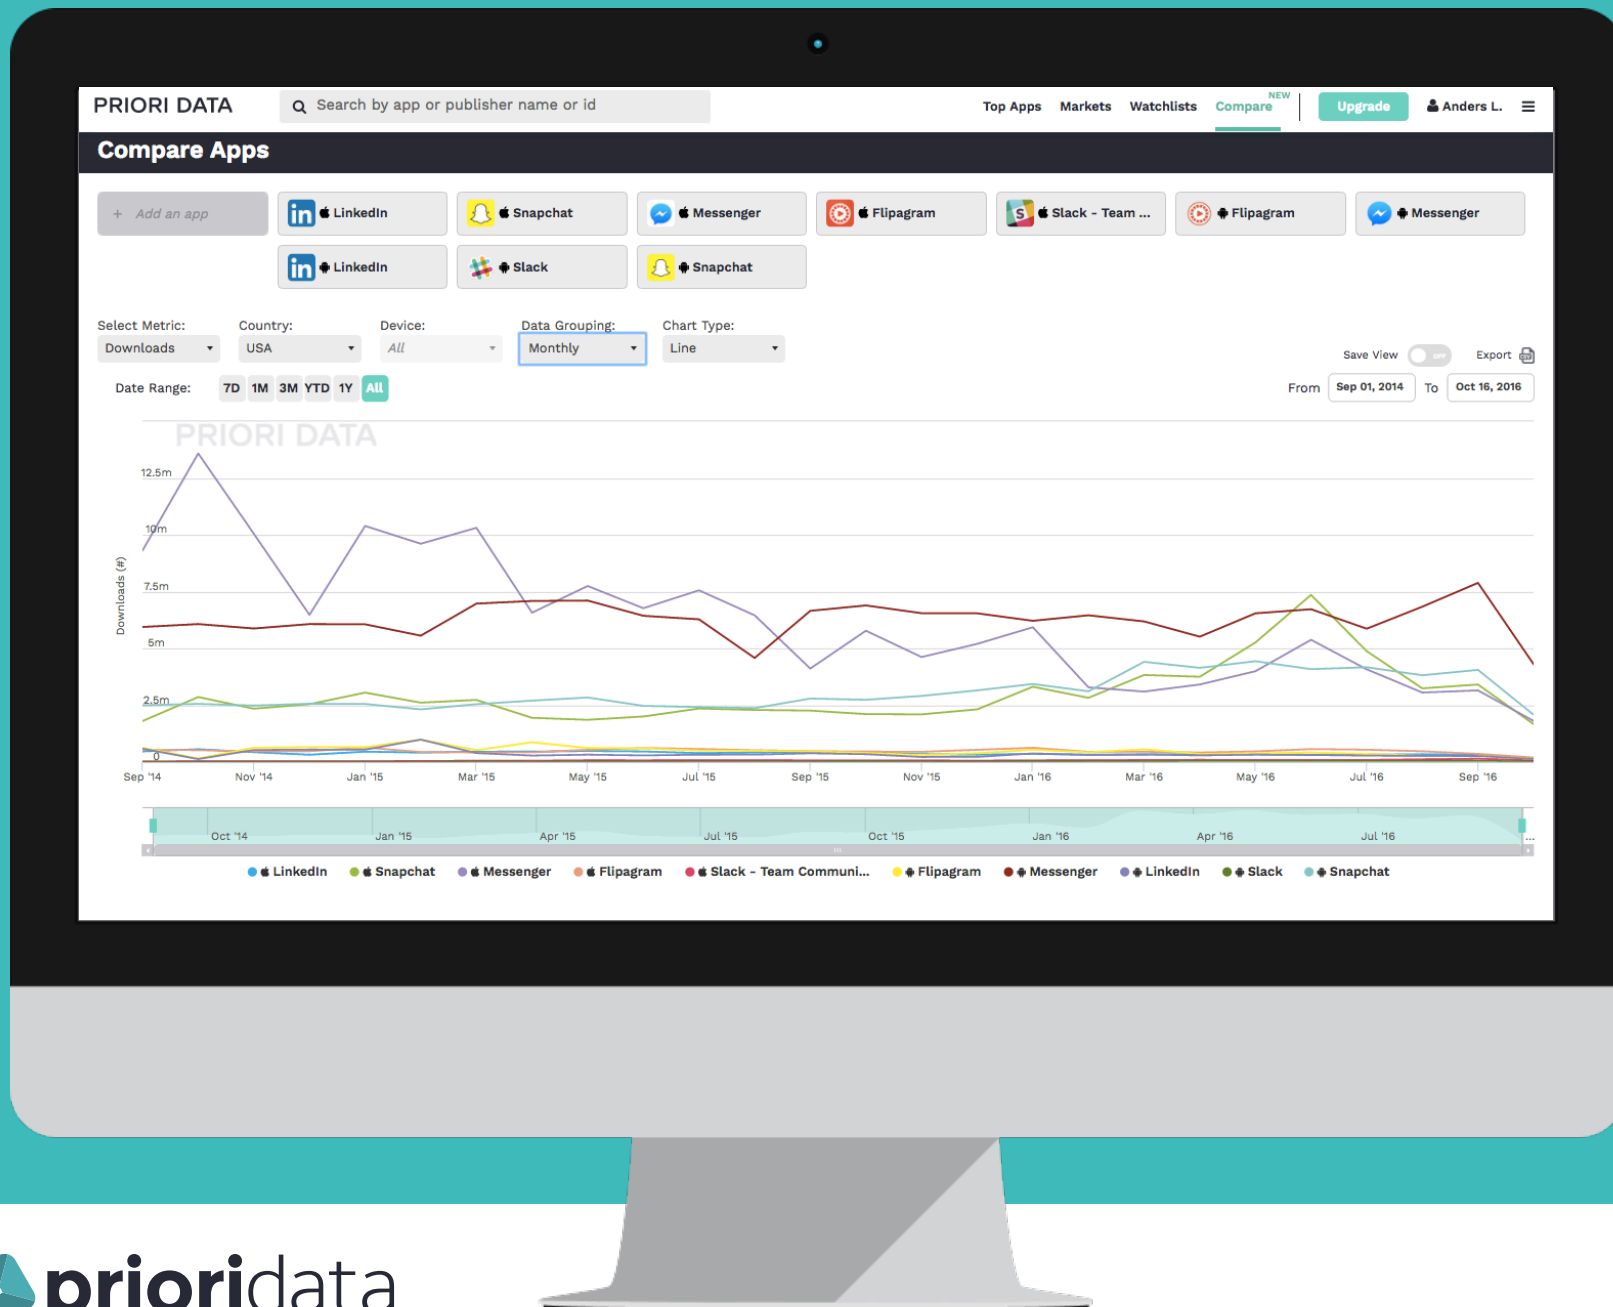 PRIORI DATA
Search by app or publisher name or id
Top Apps Markets Watchlists Compare NEW Upgrade Anders L.
Compare Apps
+ Add an app LinkedIn Snapchat Messenger Flipagram Slack - Team ... Flipagram Messenger
LinkedIn Slack Snapchat
Select Metric: Country: Device: Data Grouping: Chart Type:
Downloads USA All Monthly Line
Save View OFF Export
Date Range: 7D 1M 3M YTD 1Y All
From Sep 01, 2014 To Oct 16, 2016
PRIORI DATA
12.5m
10m
7.5m
5m
2.5m
0
Downloads (#)
Sep '14 Nov '14 Jan '15 Mar '15 May '15 Jul '15 Sep '15 Nov '15 Jan '16 Mar '16 May '16 Jul '16 Sep '16
Oct '14 Jan '15 Apr '15 Jul '15 Oct '15 Jan '16 Apr '16 Jul '16 ...
LinkedIn Snapchat Messenger Flipagram Slack - Team Communi... Flipagram Messenger LinkedIn Slack Snapchat
prioridata